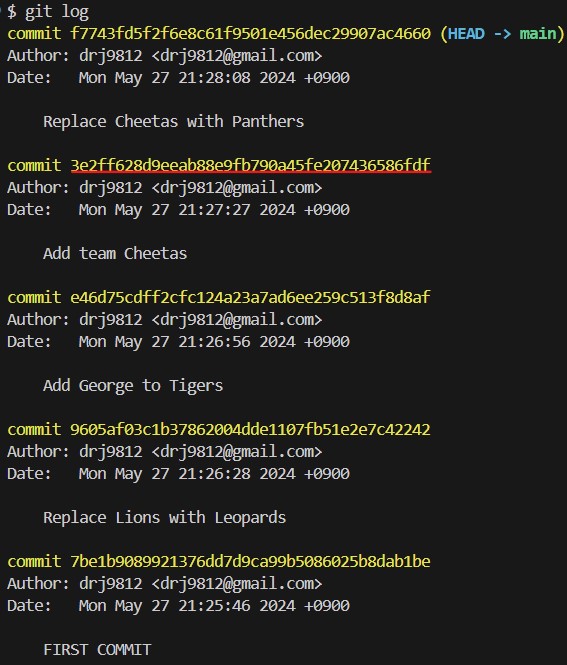 $ git log
commit f7743fd5f2f6e8c61f9501e456dec29907ac4660 (HEAD -> main)
Author: drj9812 <drj9812@gmail.com>
Date:   Mon May 27 21:28:08 2024 +0900
Replace Cheetas with Panthers
commit 3e2ff628d9eeab88e9fb790a45fe207436586fdf
Author: drj9812 <drj9812@gmail.com>
Date:   Mon May 27 21:27:27 2024 +0900
Add team Cheetas
commit e46d75cdff2cfc124a23a7ad6ee259c513f8d8af
Author: drj9812 <drj9812@gmail.com>
Date:   Mon May 27 21:26:56 2024 +0900
Add George to Tigers
commit 9605af03c1b37862004dde1107fb51e2e7c42242
Author: drj9812 <drj9812@gmail.com>
Date:   Mon May 27 21:26:28 2024 +0900
Replace Lions with Leopards
commit 7be1b9089921376dd7d9ca99b5086025b8dab1be
Author: drj9812 <drj9812@gmail.com>
Date:   Mon May 27 21:25:46 2024 +0900
FIRST COMMIT